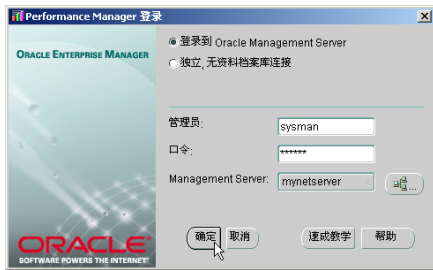 Performance Manager 登录
ORACLE ENTERPRISE MANAGER
登录到 Oracle Management Server
独立, 无资料档案库连接
管理员:
sysman
口令:
******
Management Server:
mynetserver
确定 取消 速成教学 帮助
ORACLE®
SOFTWARE POWERS THE INTERNET™